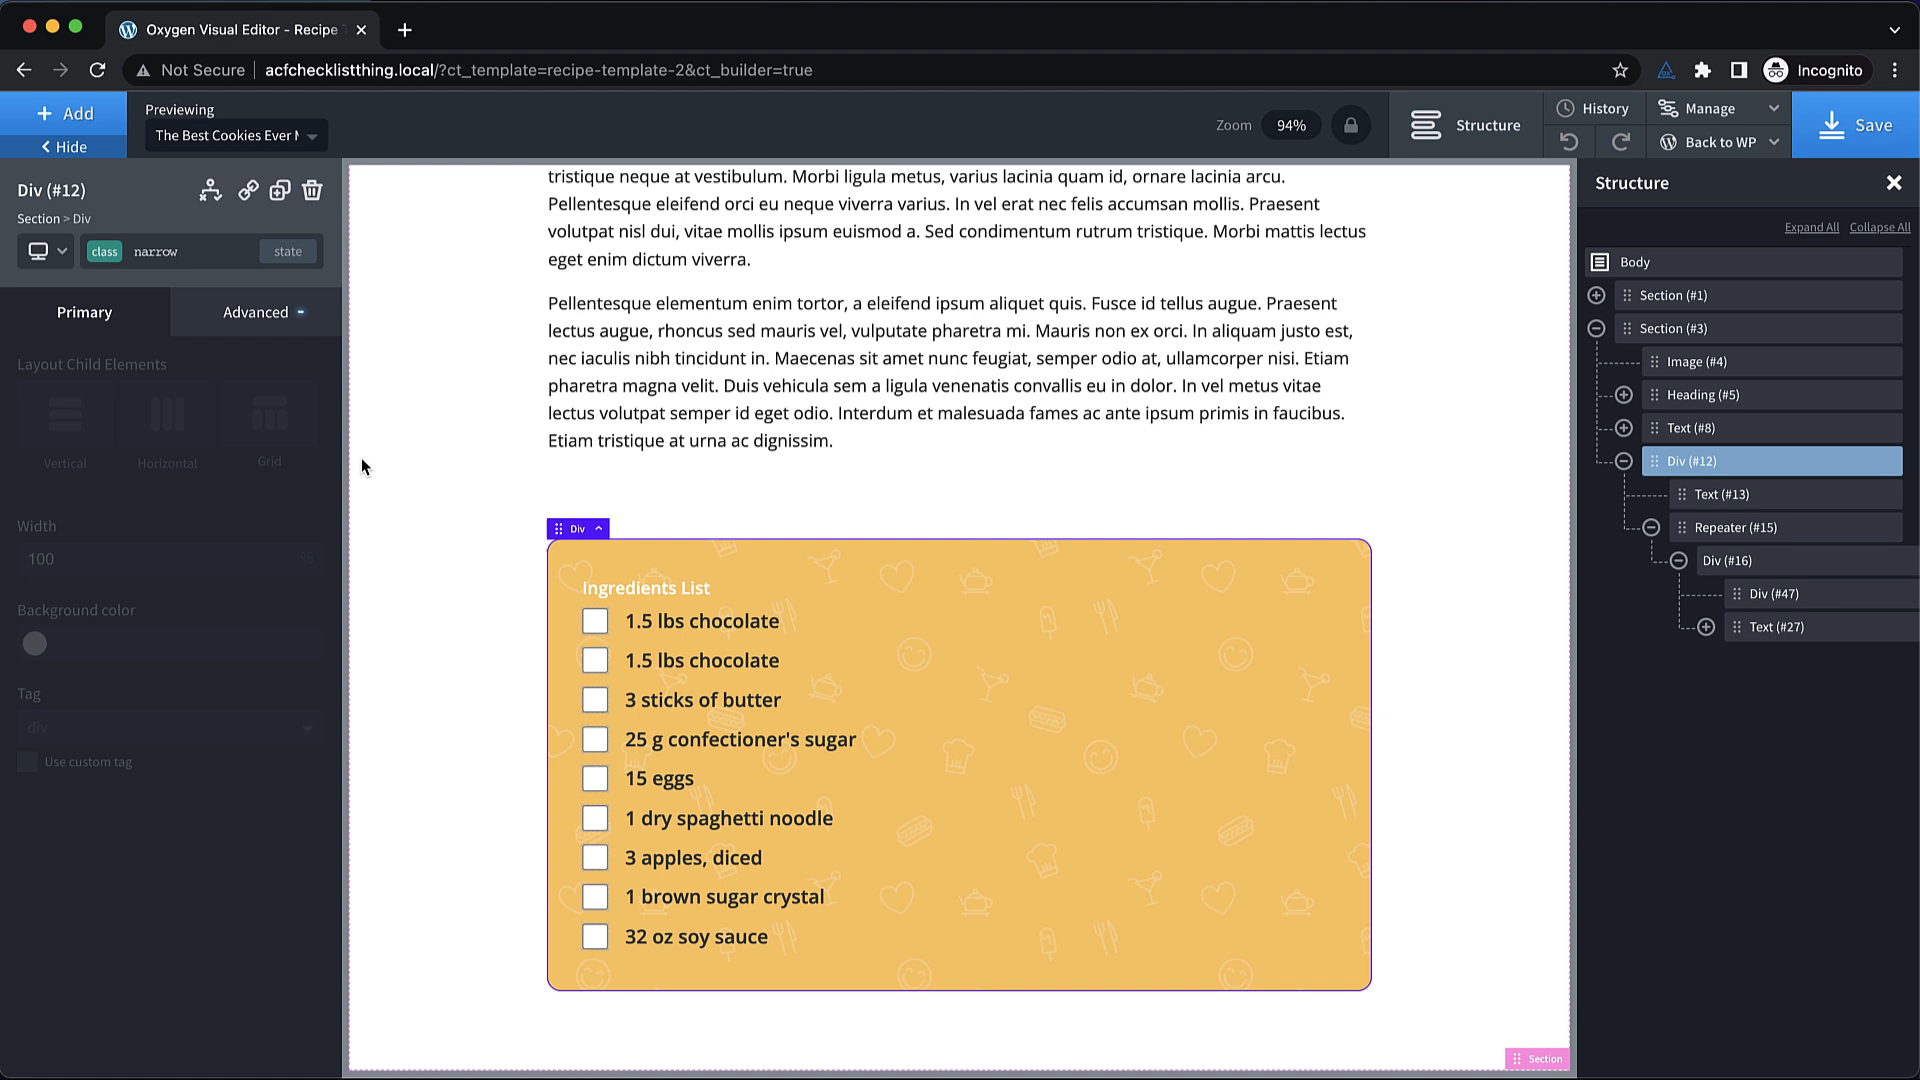 Oxygen Visual Editor - Recipe
Not Secure
acfchecklistthing.local/?ct_template=recipe-template-2&ct_builder=true
Incognito
+ Add
Hide
Previewing
The Best Cookies Ever
Zoom
94%
Structure
History
Manage
Back to WP
Save
Div (#12)
Section > Div
class
narrow
state
Primary
Advanced
Layout Child Elements
Vertical
Horizontal
Grid
Width
100
%
Background color
Tag
div
Use custom tag
tristique neque at vestibulum. Morbi ligula metus, varius lacinia quam id, ornare lacinia arcu.
Pellentesque eleifend orci eu neque viverra varius. In vel erat nec felis accumsan mollis. Praesent
volutpat nisl dui, vitae mollis ipsum euismod a. Sed condimentum rutrum tristique. Morbi mattis lectus
eget enim dictum viverra.
Pellentesque elementum enim tortor, a eleifend ipsum aliquet quis. Fusce id tellus augue. Praesent
lectus augue, rhoncus sed mauris vel, vulputate pharetra mi. Mauris non ex orci. In aliquam justo est,
nec iaculis nibh tincidunt in. Maecenas sit amet nunc feugiat, semper odio at, ullamcorper nisi. Etiam
pharetra magna velit. Duis vehicula sem a ligula venenatis convallis eu in dolor. In vel metus vitae
lectus volutpat semper id eget odio. Interdum et malesuada fames ac ante ipsum primis in faucibus.
Etiam tristique at urna ac dignissim.
Div
Ingredients List
1.5 lbs chocolate
1.5 lbs chocolate
3 sticks of butter
25 g confectioner's sugar
15 eggs
1 dry spaghetti noodle
3 apples, diced
1 brown sugar crystal
32 oz soy sauce
Section
Structure
Expand All
Collapse All
Body
Section (#1)
Section (#3)
Image (#4)
Heading (#5)
Text (#8)
Div (#12)
Text (#13)
Repeater (#15)
Div (#16)
Div (#47)
Text (#27)